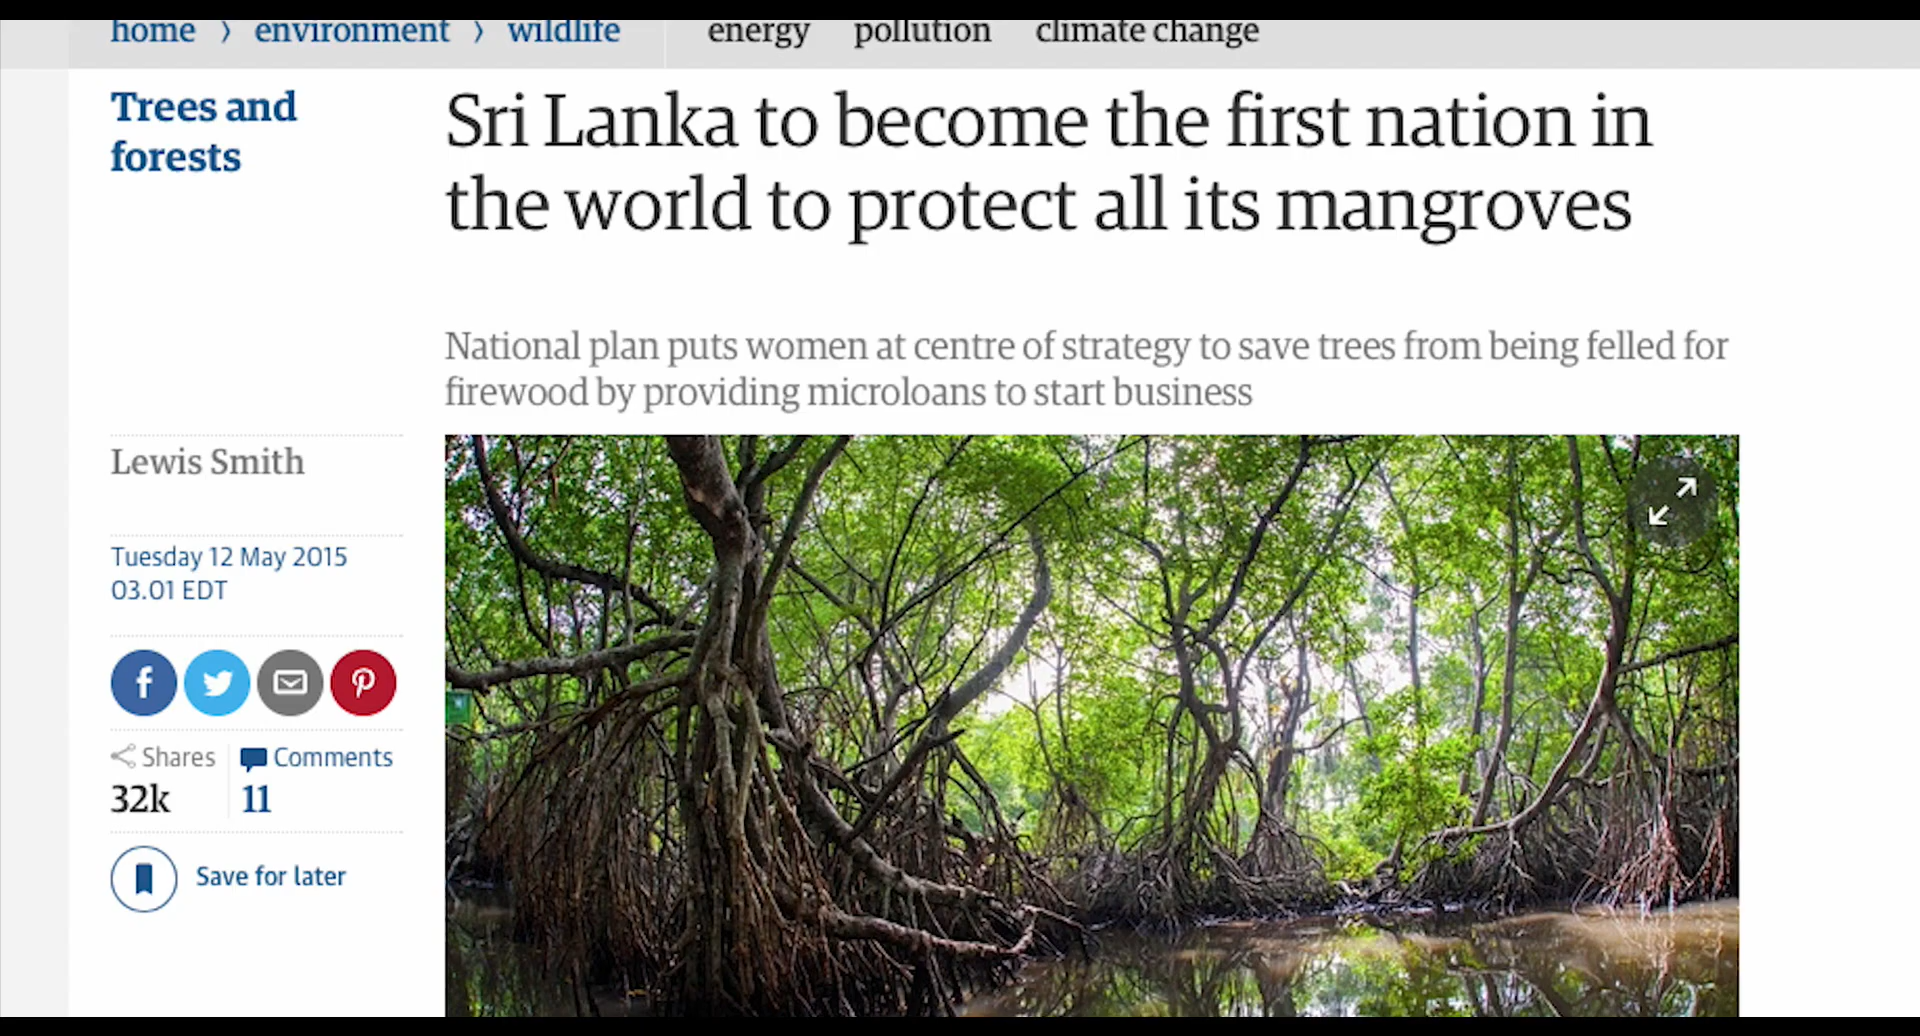 home › environment › wildlife energy pollution climate change
Trees and
forests
Sri Lanka to become the first nation in
the world to protect all its mangroves
National plan puts women at centre of strategy to save trees from being felled for
firewood by providing microloans to start business
Lewis Smith
Tuesday 12 May 2015
03.01 EDT
Shares
32k
Comments
11
Save for later